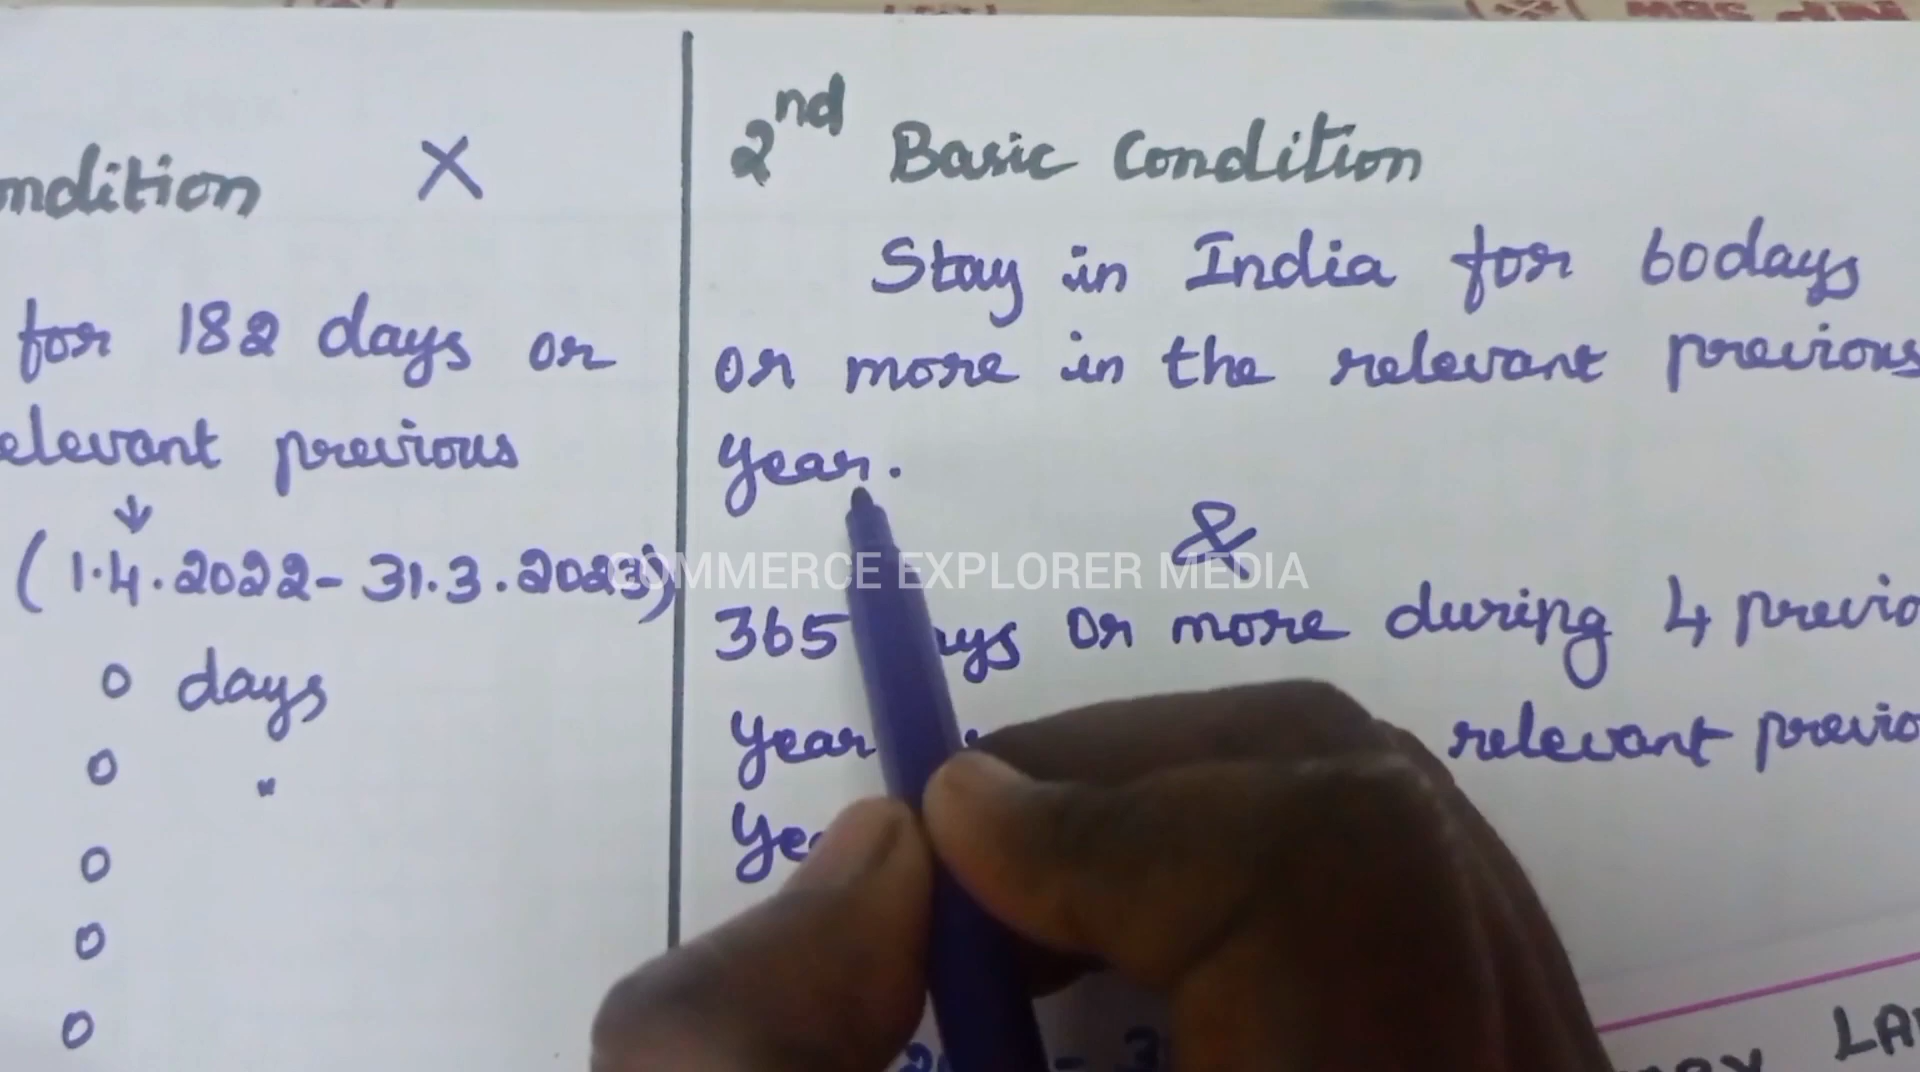 ndition X
for 182 days or
elevant previous
(1.4.2022 - 31.3.2023)
0 days
0 "
0
0
0
2nd Basic Condition
Stay in India for 60days
or more in the relevant previous
year.
&
365 ays or more during 4 previo
year relevant previo
Ye
COMMERCE EXPLORER MEDIA
LA